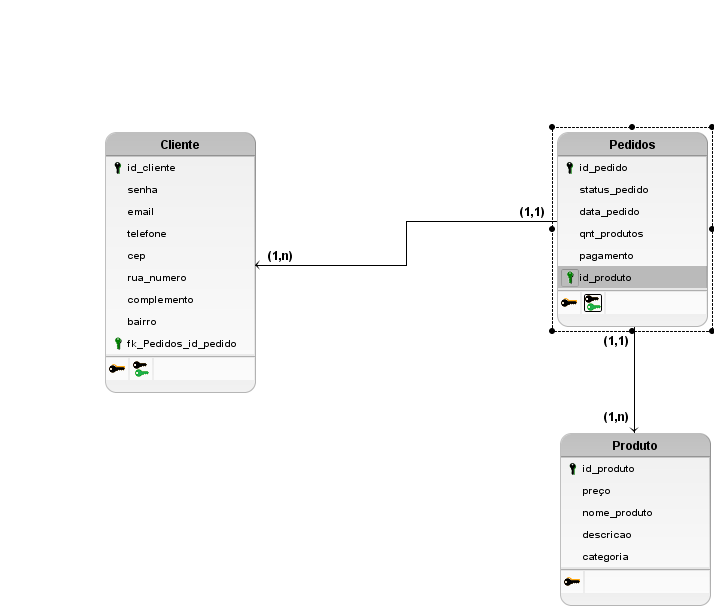 Cliente
id_cliente
senha
email
telefone
cep
rua_numero
complemento
bairro
fk_Pedidos_id_pedido
(1,n)
(1,1)
Pedidos
id_pedido
status_pedido
data_pedido
qnt_produtos
pagamento
id_produto
(1,1)
(1,n)
Produto
id_produto
preço
nome_produto
descricao
categoria